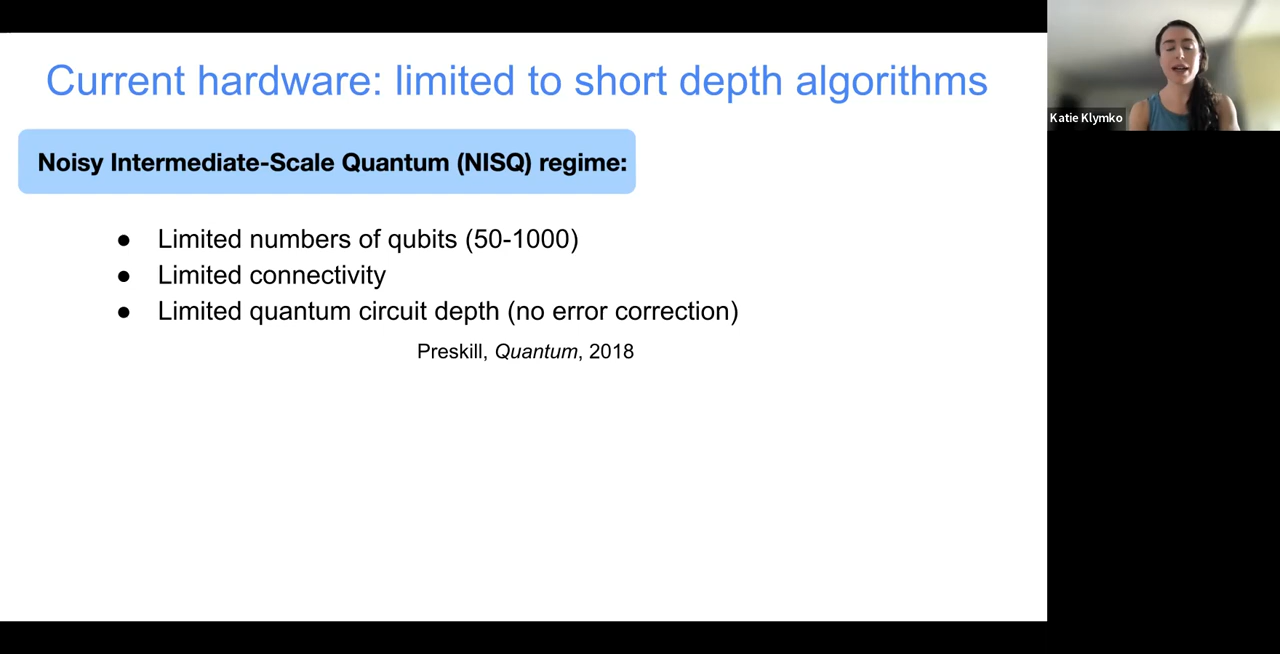 Current hardware: limited to short depth algorithms
Noisy Intermediate-Scale Quantum (NISQ) regime:
● Limited numbers of qubits (50-1000)
● Limited connectivity
● Limited quantum circuit depth (no error correction)
Preskill, Quantum, 2018
Katie Klymko